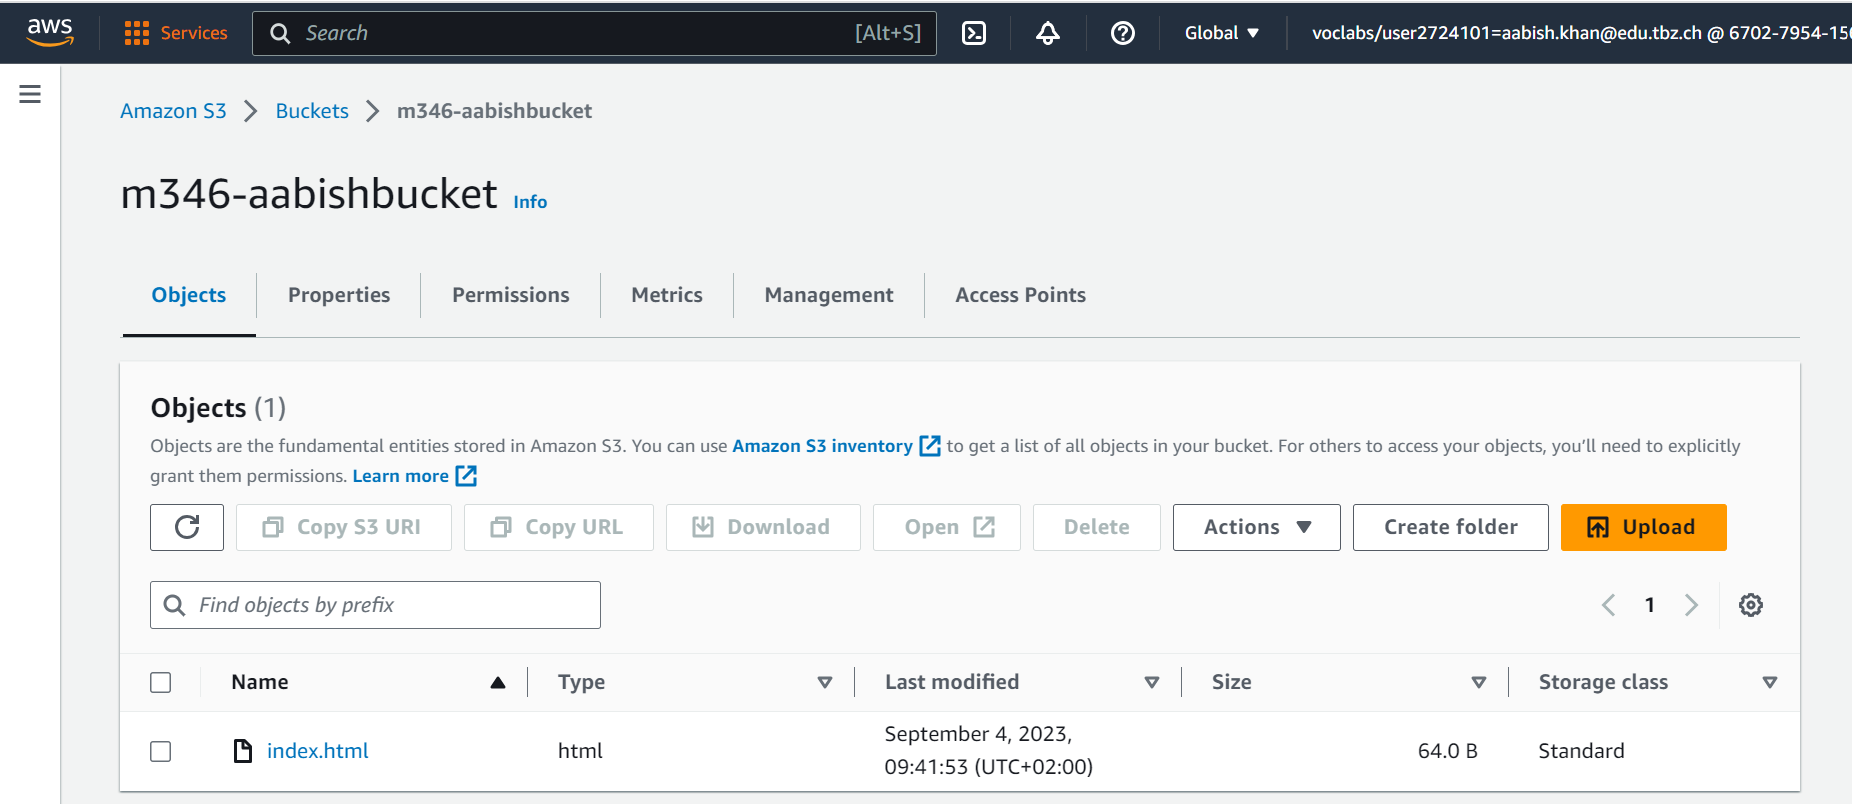 aws Services Search [Alt+S] Global voclabs/user2724101=aabish.khan@edu.tbz.ch @ 6702-7954-15
Amazon S3 Buckets m346-aabishbucket
m346-aabishbucket Info
Objects Properties Permissions Metrics Management Access Points
Objects (1)
Objects are the fundamental entities stored in Amazon S3. You can use Amazon S3 inventory to get a list of all objects in your bucket. For others to access your objects, you'll need to explicitly
grant them permissions. Learn more
Copy S3 URI Copy URL Download Open Delete Actions Create folder Upload
Find objects by prefix 1
Name Type Last modified Size Storage class
index.html html September 4, 2023, 64.0 B Standard
09:41:53 (UTC+02:00)